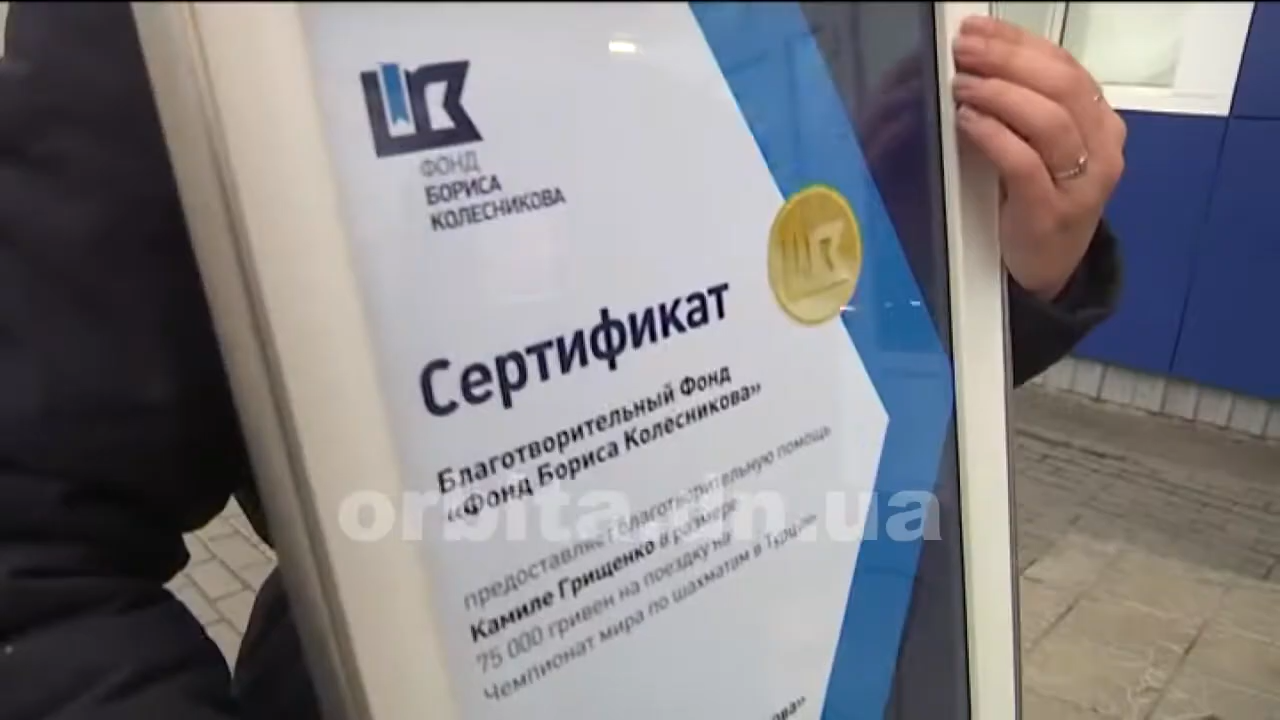 ФОНД
БОРИСА
КОЛЕСНИКОВА
Сертификат
Благотворительный Фонд
«Фонд Бориса Колесникова»
предоставляет благотворительную помощь
Камиле Грищенко в размере
75 000 гривен на поездку на
Чемпионат мира по шахматам в Турции
orbita.dn.ua